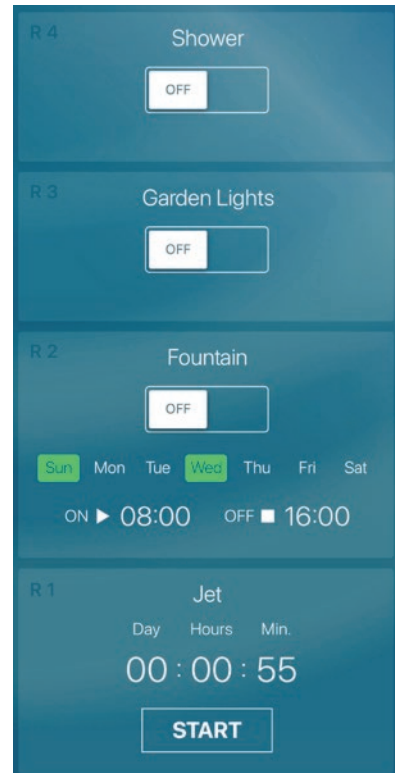 R 4
Shower
OFF
R 3
Garden Lights
OFF
R 2
Fountain
OFF
Sun Mon Tue Wed Thu Fri Sat
ON ▶ 08:00 OFF ■ 16:00
R 1
Jet
Day Hours Min.
00 : 00 : 55
START